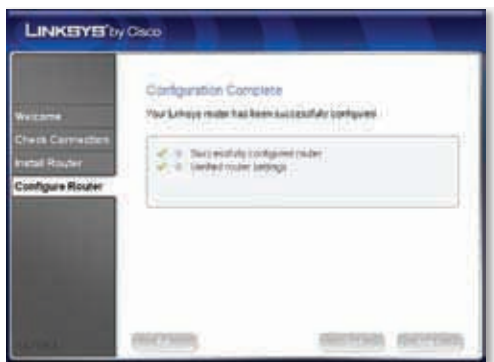 LINKSYS by Cisco
Configuration Complete
Your Linksys router has been successfully configured
Welcome
Check Connection
Install Router
Configure Router
Successfully configured router
Verified router settings